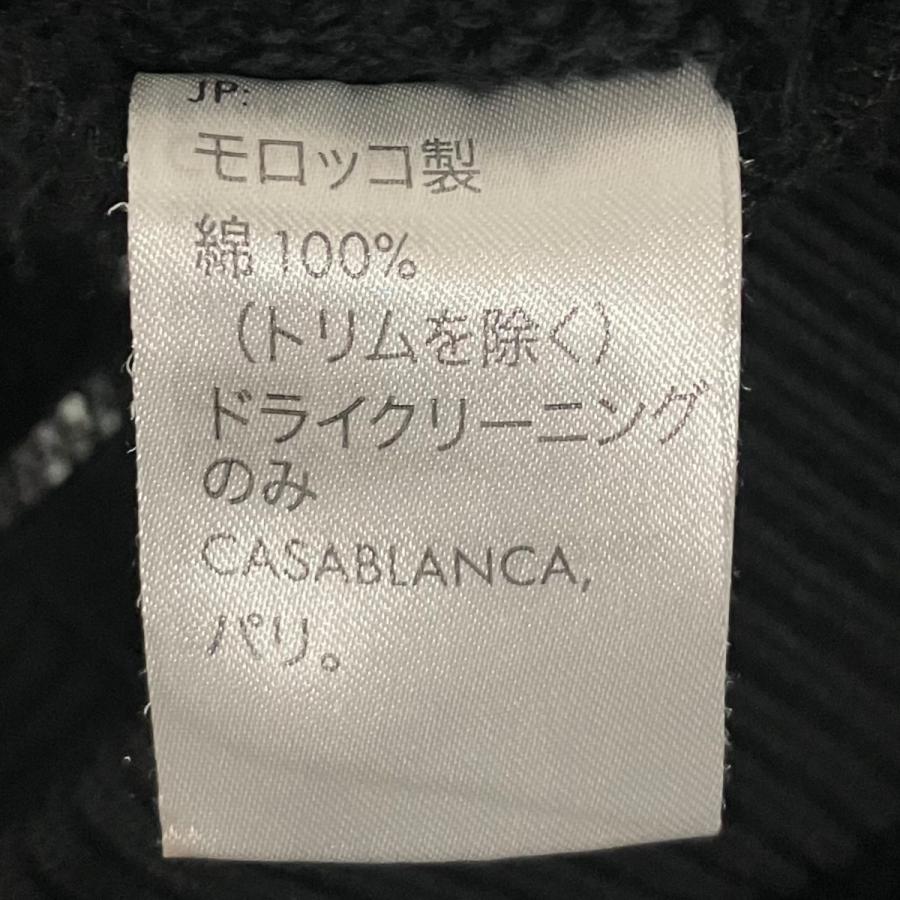 JP:
モロッコ製
綿 100%
（トリムを除く）
ドライクリーニング
のみ
CASABLANCA,
パリ。